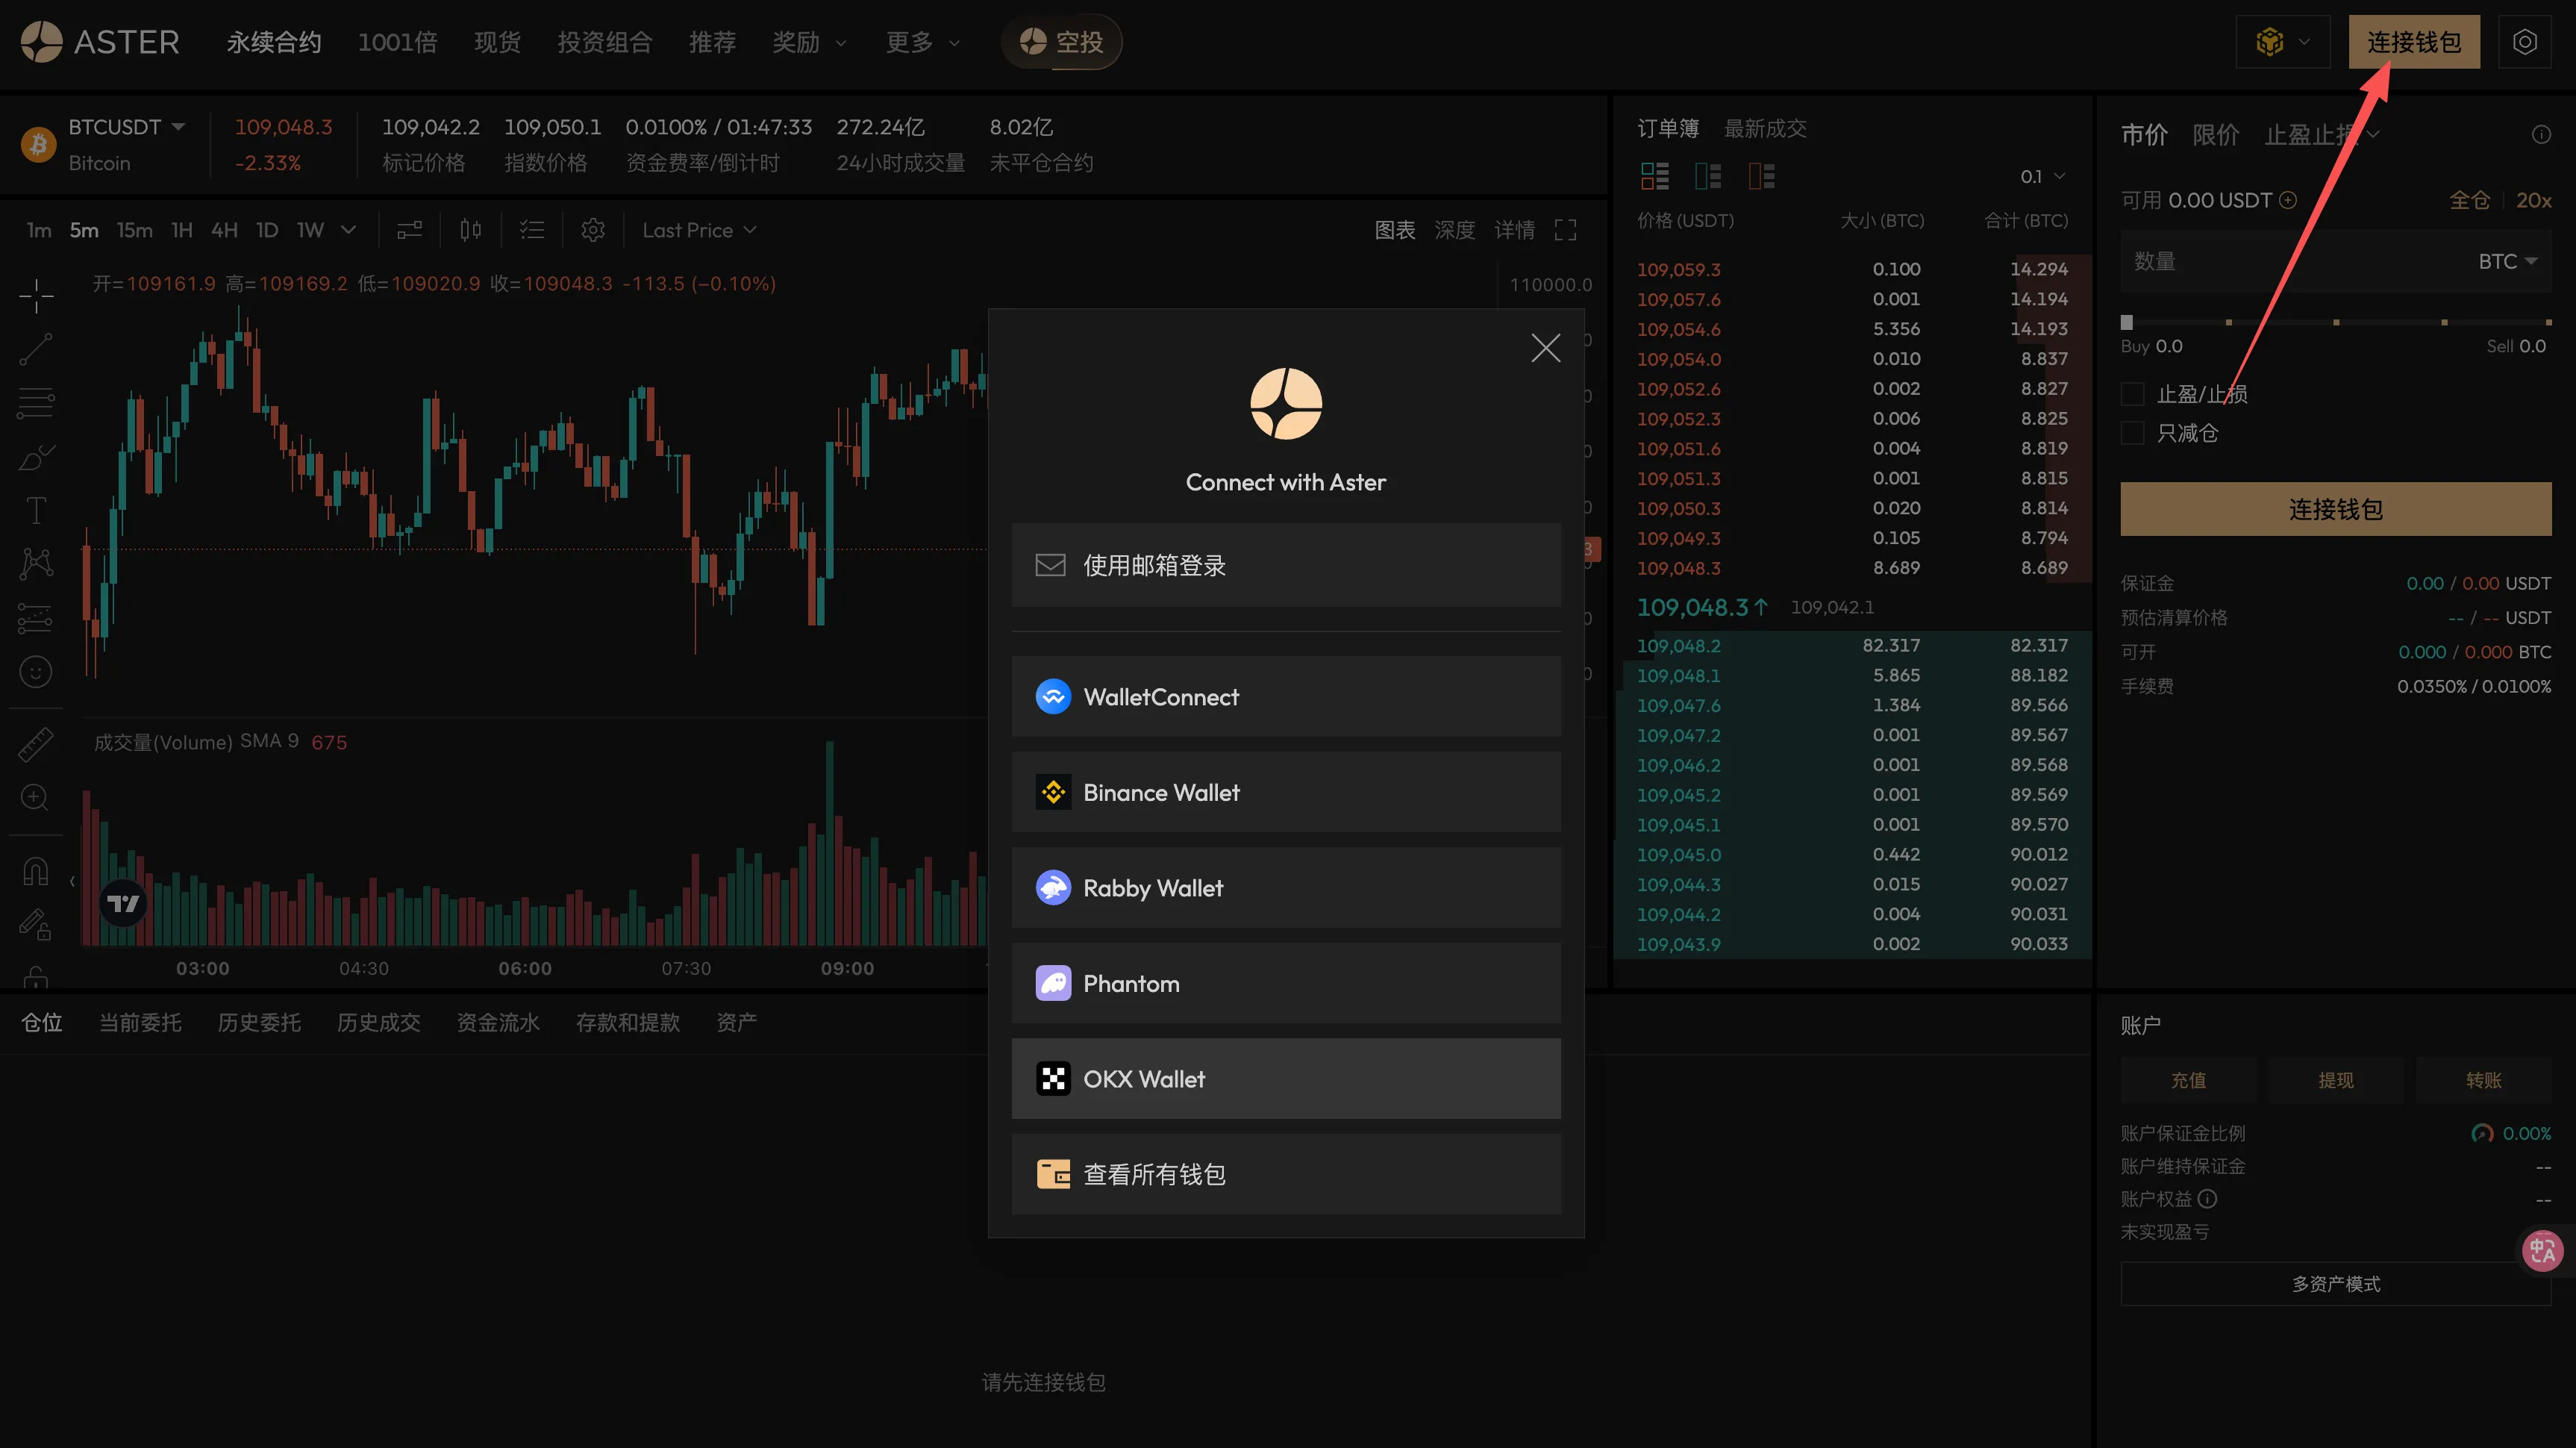 ASTER 永续合约 1001倍 现货 投资组合 推荐 奖励 更多 空投 连接钱包
BTCUSDT 109,048.3 109,042.2 109,050.1 0.0100% / 01:47:33 272.24亿 8.02亿
Bitcoin -2.33% 标记价格 指数价格 资金费率/倒计时 24小时成交量 未平仓合约
1m 5m 15m 1H 4H 1D 1W Last Price 图表 深度 详情
开=109161.9 高=109169.2 低=109020.9 收=109048.3 -113.5 (−0.10%)
110000.0
成交量(Volume) SMA 9 675
03:00 04:30 06:00 07:30 09:00
Connect with Aster
使用邮箱登录
WalletConnect
Binance Wallet
Rabby Wallet
Phantom
OKX Wallet
查看所有钱包
订单簿 最新成交
0.1
价格 (USDT) 大小 (BTC) 合计 (BTC)
109,059.3 0.100 14.294
109,057.6 0.001 14.194
109,054.6 5.356 14.193
109,054.0 0.010 8.837
109,052.6 0.002 8.827
109,052.3 0.006 8.825
109,051.6 0.004 8.819
109,051.3 0.001 8.815
109,050.3 0.020 8.814
109,049.3 0.105 8.794
109,048.3 8.689 8.689
109,048.3↑ 109,042.1
109,048.2 82.317 82.317
109,048.1 5.865 88.182
109,047.6 1.384 89.566
109,047.2 0.001 89.567
109,046.2 0.001 89.568
109,045.2 0.001 89.569
109,045.1 0.001 89.570
109,045.0 0.442 90.012
109,044.3 0.015 90.027
109,044.2 0.004 90.031
109,043.9 0.002 90.033
市价 限价 止盈止损
可用 0.00 USDT 全仓 20x
数量 BTC
Buy 0.0 Sell 0.0
止盈/止损
只减仓
连接钱包
保证金 0.00 / 0.00 USDT
预估清算价格 -- / -- USDT
可开 0.000 / 0.000 BTC
手续费 0.0350% / 0.0100%
仓位 当前委托 历史委托 历史成交 资金流水 存款和提款 资产
请先连接钱包
账户
充值 提现 转账
账户保证金比例 0.00%
账户维持保证金 --
账户权益 --
未实现盈亏
多资产模式